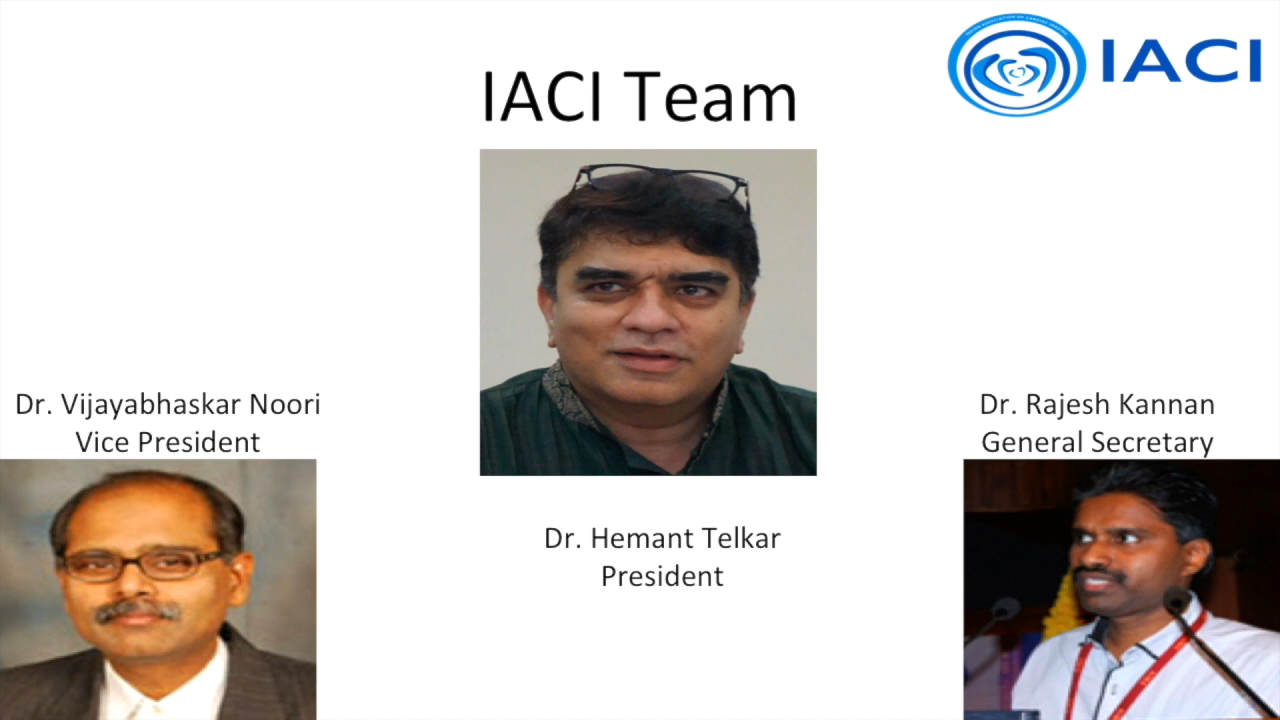 IACI
IACI Team
Dr. Vijayabhaskar Noori
Vice President
Dr. Rajesh Kannan
General Secretary
Dr. Hemant Telkar
President